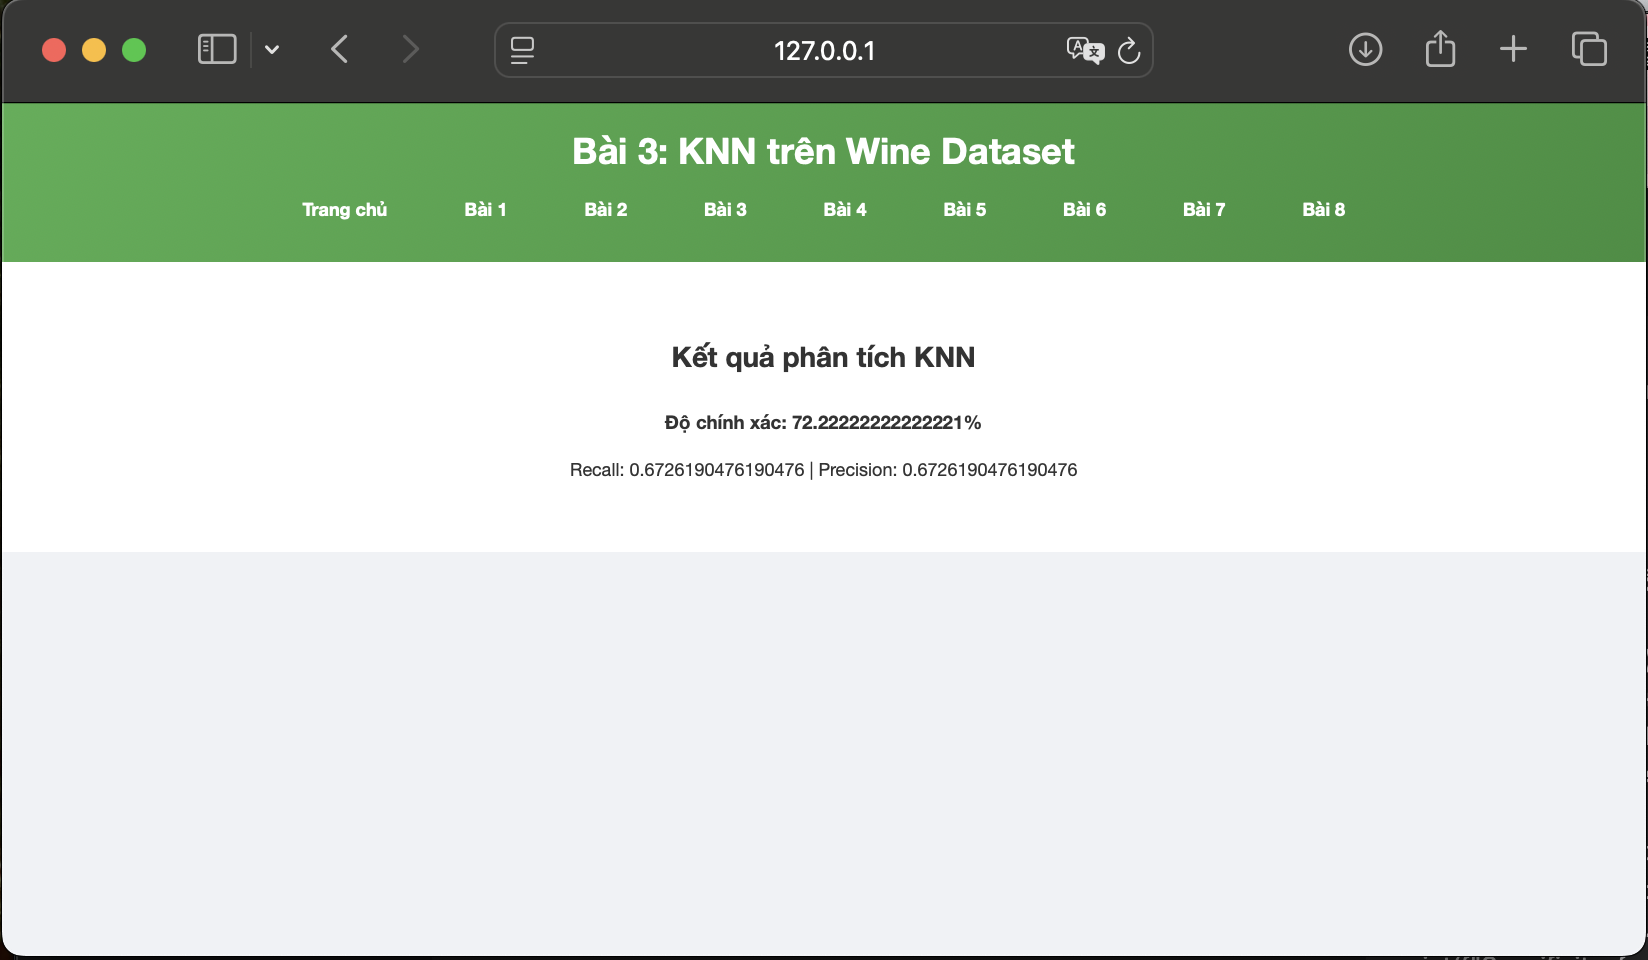 127.0.0.1
Bài 3: KNN trên Wine Dataset
Trang chủ Bài 1 Bài 2 Bài 3 Bài 4 Bài 5 Bài 6 Bài 7 Bài 8
Kết quả phân tích KNN
Độ chính xác: 72.22222222222221%
Recall: 0.6726190476190476 | Precision: 0.6726190476190476